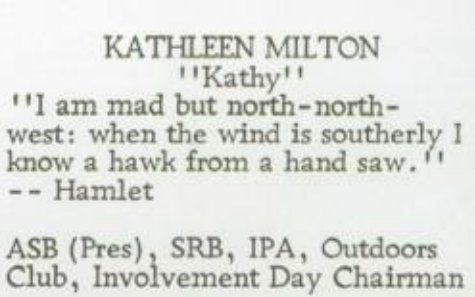 KATHLEEN MILTON
''Kathy''
''I am mad but north-north-
west: when the wind is southerly I
know a hawk from a hand saw.''
-- Hamlet
ASB (Pres), SRB, IPA, Outdoors
Club, Involvement Day Chairman